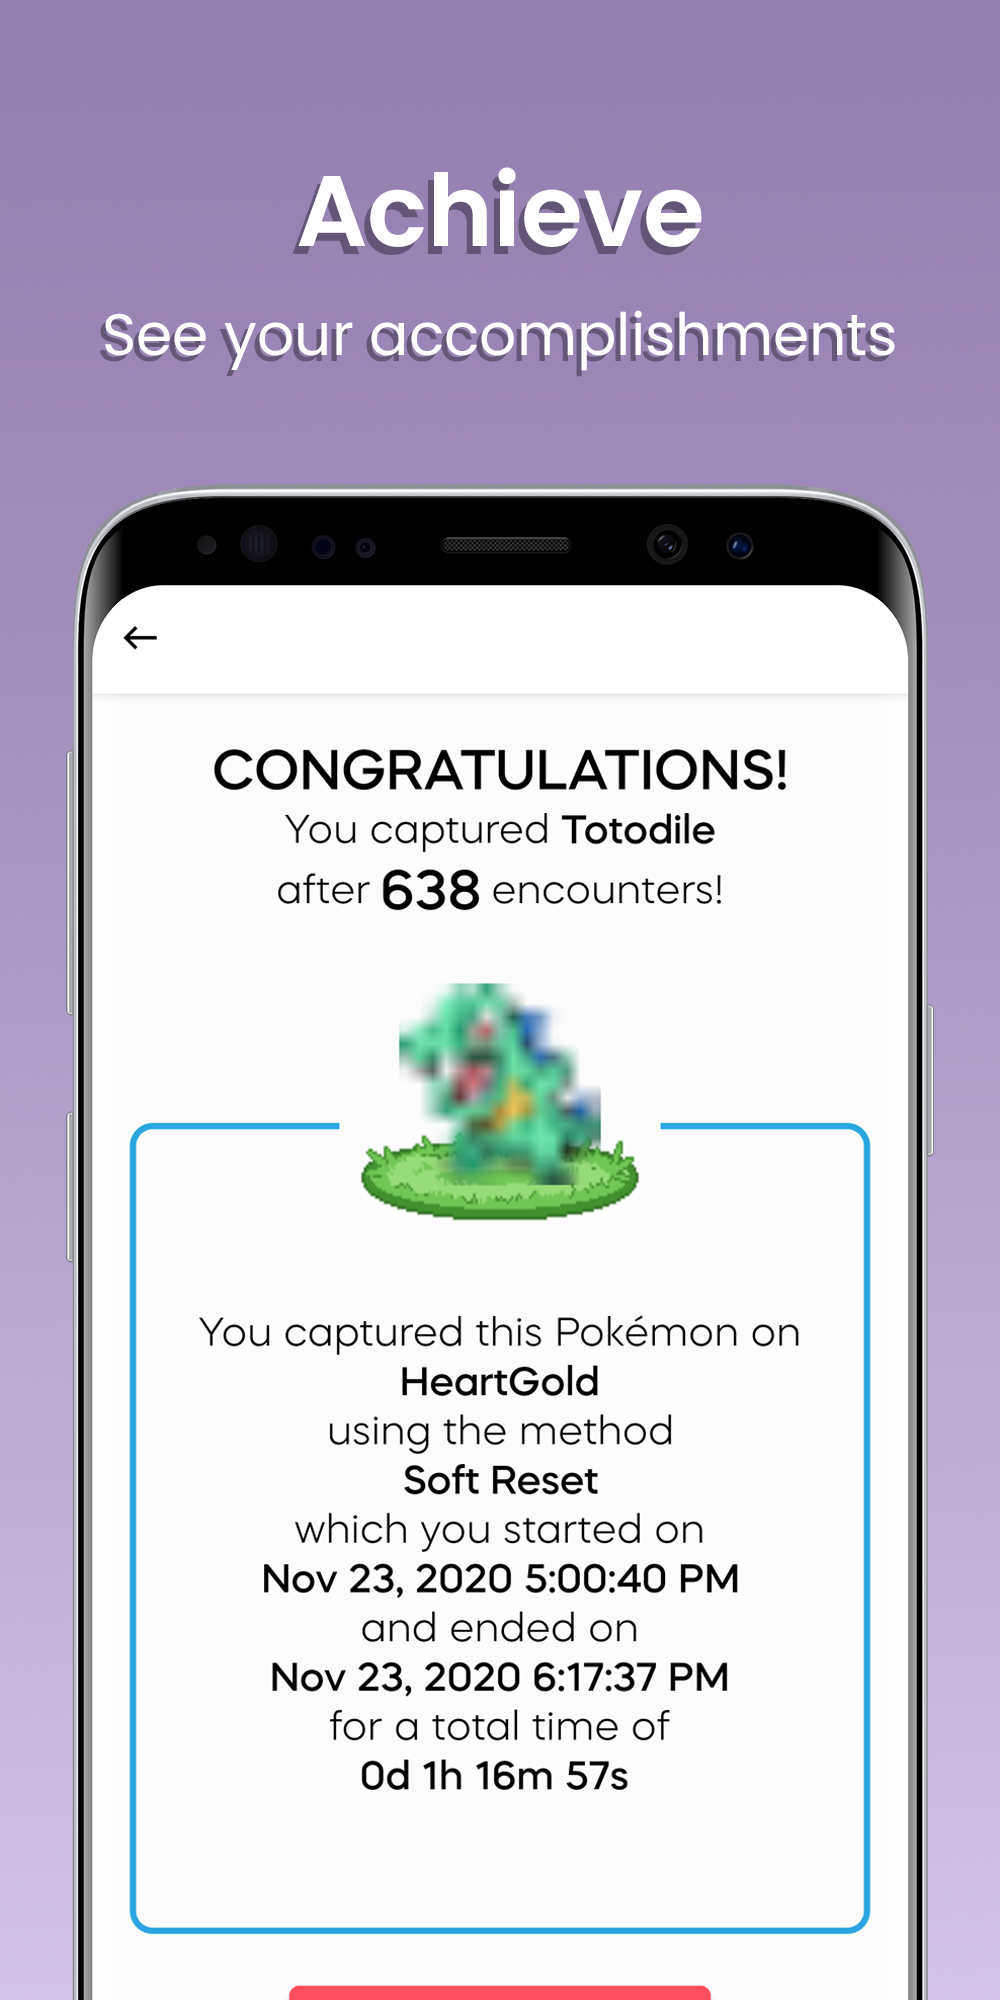 Achieve
See your accomplishments
CONGRATULATIONS!
You captured Totodile
after 638 encounters!
You captured this Pokémon on
HeartGold
using the method
Soft Reset
which you started on
Nov 23, 2020 5:00:40 PM
and ended on
Nov 23, 2020 6:17:37 PM
for a total time of
0d 1h 16m 57s